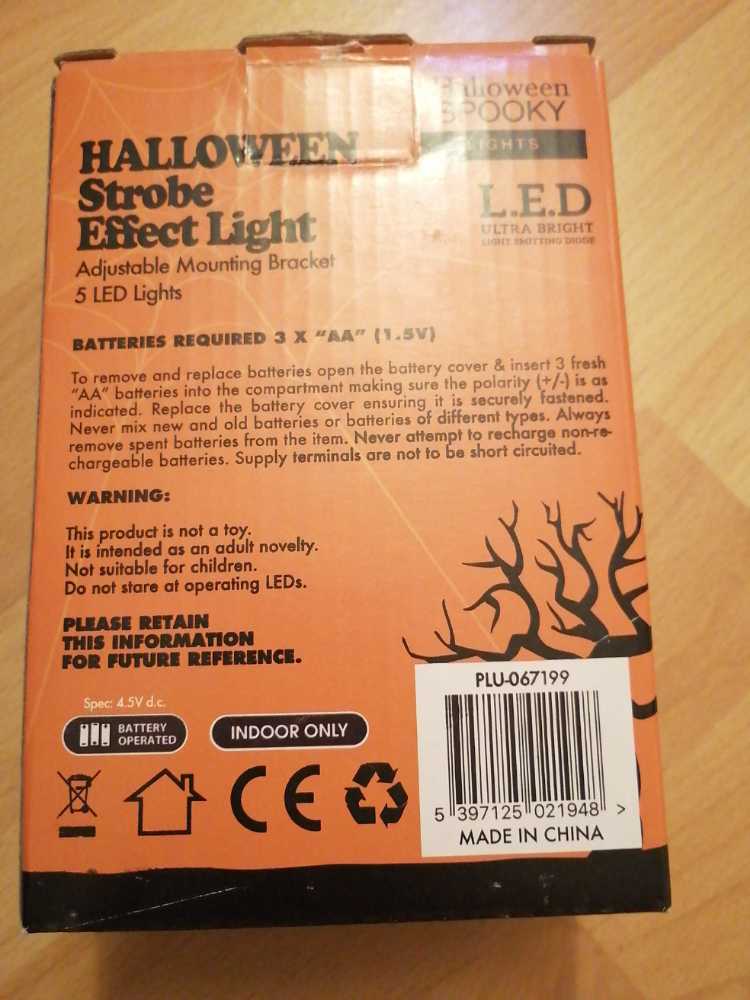 Halloween
SPOOKY
LIGHTS
HALLOWEEN
Strobe
Effect Light
L.E.D
ULTRA BRIGHT
LIGHT EMITTING DIODE
Adjustable Mounting Bracket
5 LED Lights
BATTERIES REQUIRED 3 X “AA” (1.5V)
To remove and replace batteries open the battery cover & insert 3 fresh
“AA” batteries into the compartment making sure the polarity (+/-) is as
indicated. Replace the battery cover ensuring it is securely fastened.
Never mix new and old batteries or batteries of different types. Always
remove spent batteries from the item. Never attempt to recharge non-re-
chargeable batteries. Supply terminals are not to be short circuited.
WARNING:
This product is not a toy.
It is intended as an adult novelty.
Not suitable for children.
Do not stare at operating LEDs.
PLEASE RETAIN
THIS INFORMATION
FOR FUTURE REFERENCE.
Spec: 4.5V d.c.
BATTERY
OPERATED
INDOOR ONLY
CE
PLU-067199
5 397125 021948 >
MADE IN CHINA